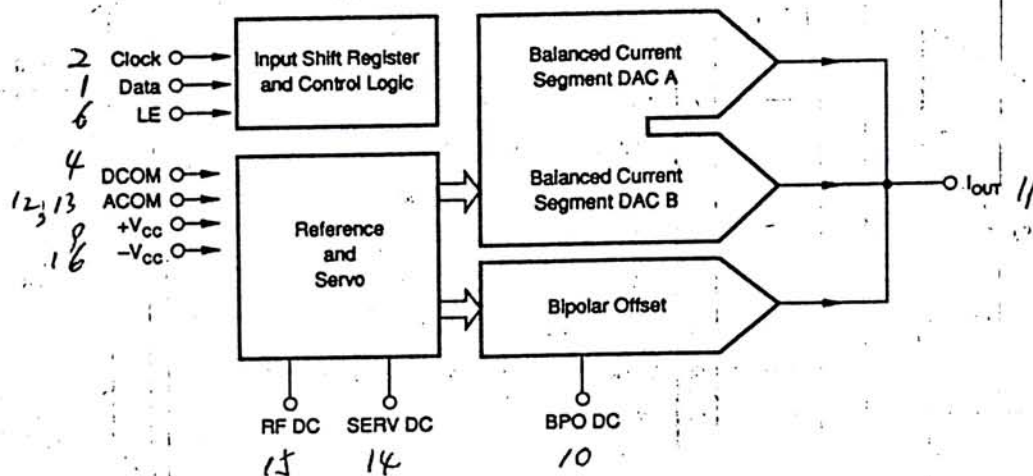 2 Clock
1 Data
6 LE
Input Shift Register
and Control Logic
Balanced Current
Segment DAC A
4 DCOM
12, 13 ACOM
9 +VCC
16 -VCC
Reference
and
Servo
Balanced Current
Segment DAC B
IOUT 11
Bipolar Offset
RF DC
SERV DC
BPO DC
15
14
10